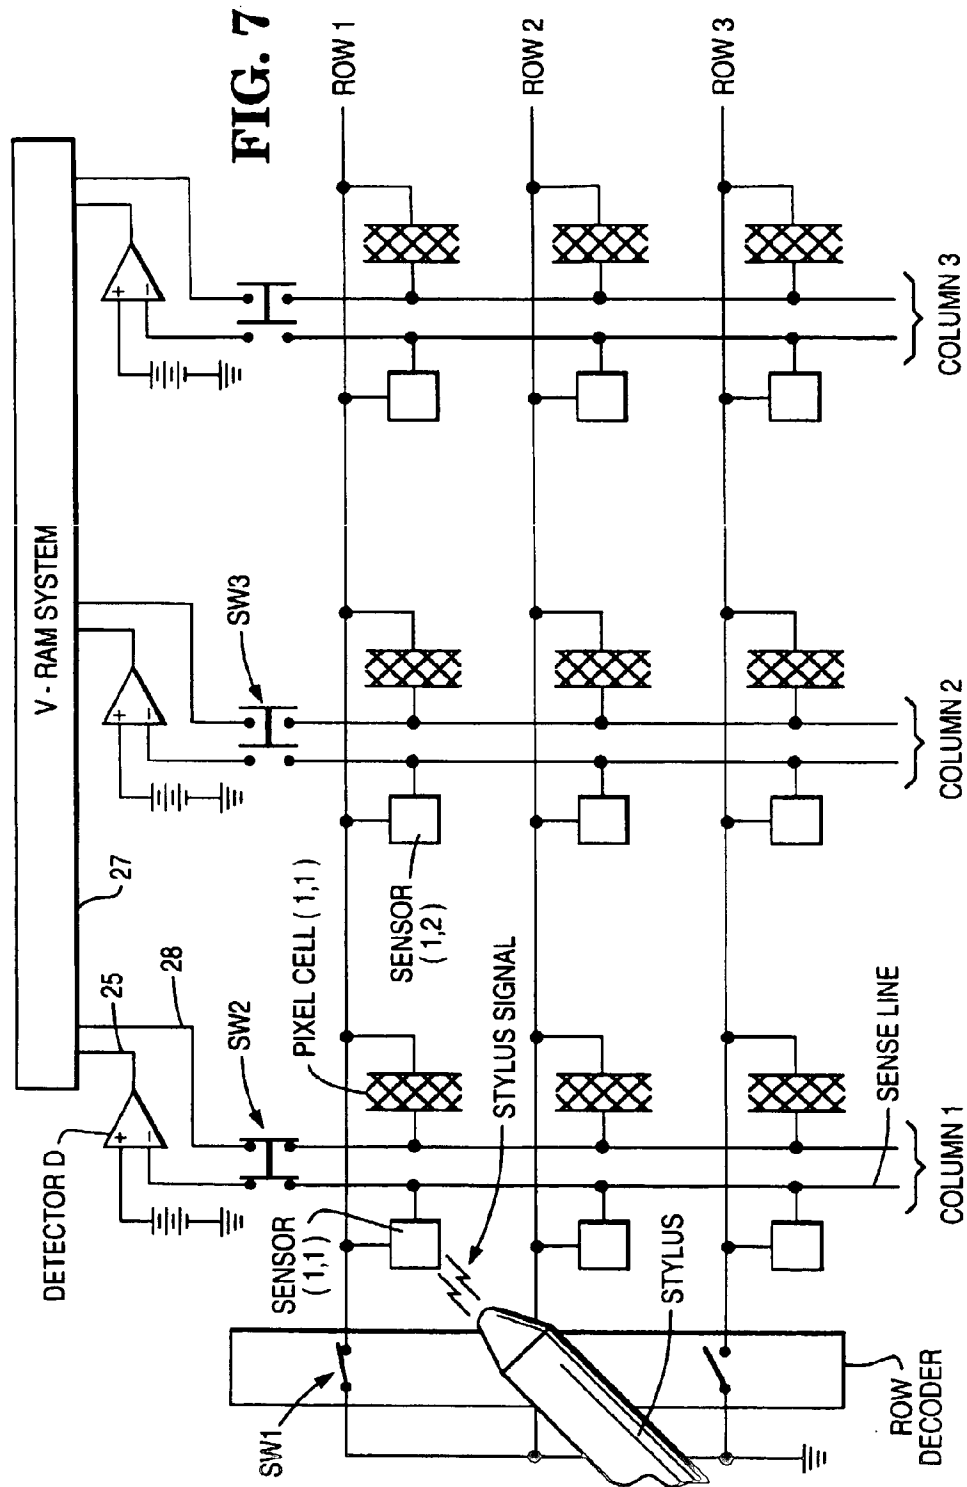 FIG. 7
V - RAM SYSTEM
27
25
28
DETECTOR D
+
−
+
−
+
−
SW2
SW3
ROW 1
ROW 2
ROW 3
SENSOR
(1,1)
PIXEL CELL (1,1)
SENSOR
(1,2)
STYLUS SIGNAL
STYLUS
SENSE LINE
SW1
ROW
DECODER
COLUMN 1
COLUMN 2
COLUMN 3